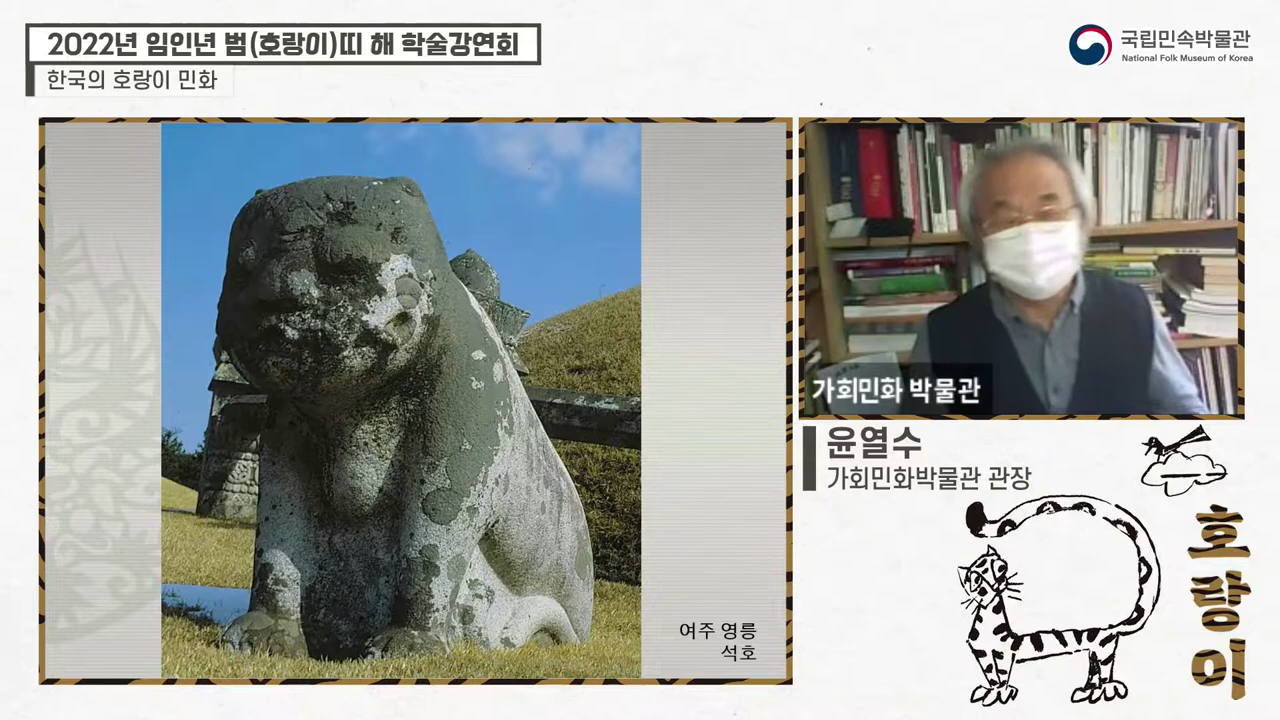 2022년 임인년 범(호랑이)띠 해 학술강연회
한국의 호랑이 민화
국립민속박물관
National Folk Museum of Korea
여주 영릉
석호
가회민화 박물관
윤열수
가회민화박물관 관장
호랑이